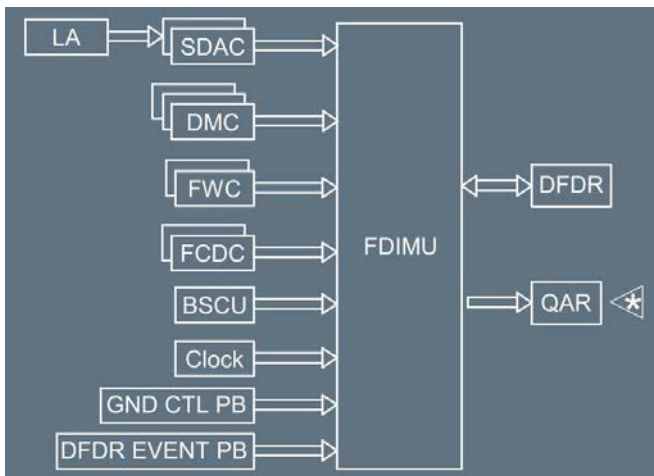 LA
SDAC
DMC
FWC
FCDC
BSCU
Clock
GND CTL PB
DFDR EVENT PB
FDIMU
DFDR
QAR *